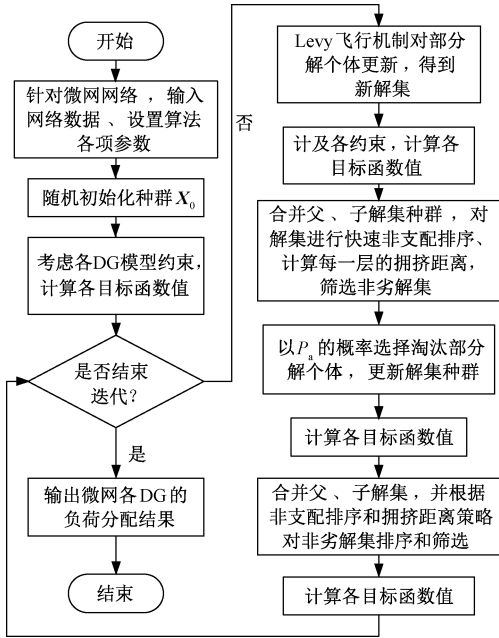 开始
针对微网网络，输入
网络数据、设置算法
各项参数
随机初始化种群X₀
考虑各DG模型约束，
计算各目标函数值
是否结束
迭代？
是
输出微网各DG的
负荷分配结果
结束
否
Levy飞行机制对部分
解个体更新，得到
新解集
计及各约束，计算各
目标函数值
合并父、子解集种群，对
解集进行快速非支配排序、
计算每一层的拥挤距离，
筛选非劣解集
以Pₐ的概率选择淘汰部分
解个体，更新解集种群
计算各目标函数值
合并父、子解集，并根据
非支配排序和拥挤距离策略
对非劣解集排序和筛选
计算各目标函数值